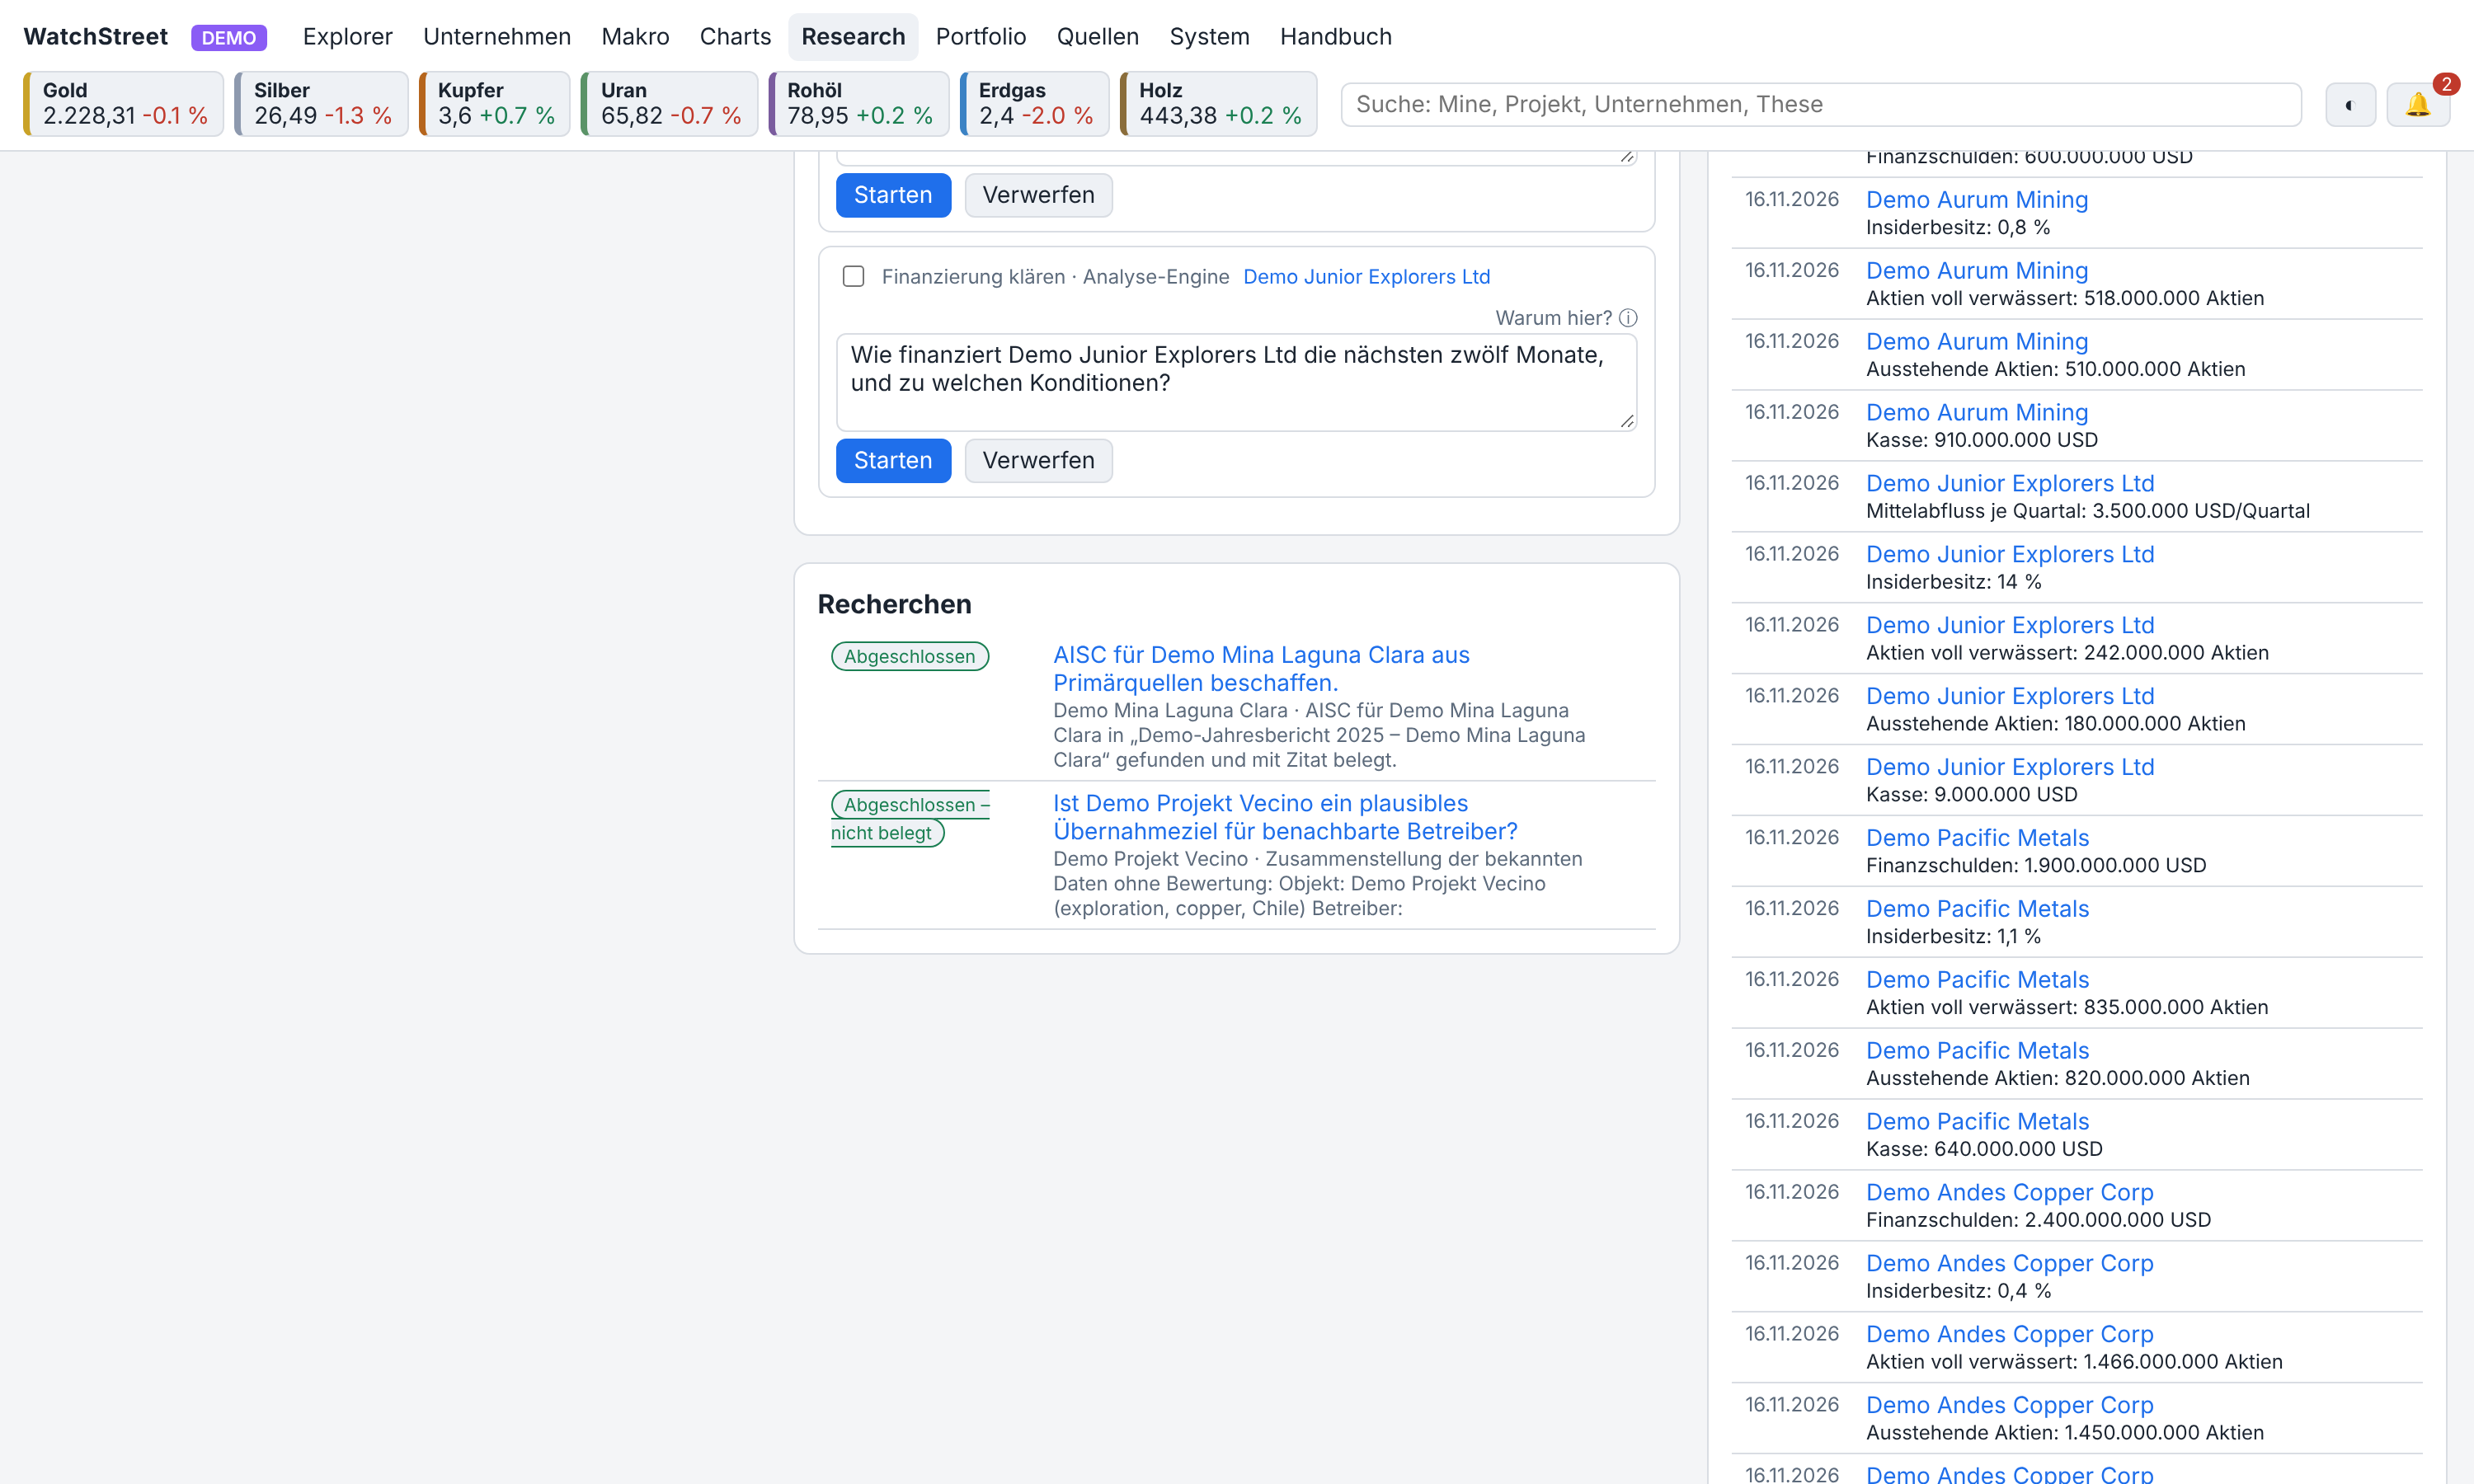 WatchStreet DEMO Explorer Unternehmen Makro Charts Research Portfolio Quellen System Handbuch
Gold
2.228,31 -0.1 %
Silber
26,49 -1.3 %
Kupfer
3,6 +0.7 %
Uran
65,82 -0.7 %
Rohöl
78,95 +0.2 %
Erdgas
2,4 -2.0 %
Holz
443,38 +0.2 %
Suche: Mine, Projekt, Unternehmen, These
2
Starten Verwerfen
Finanzierung klären · Analyse-Engine Demo Junior Explorers Ltd
Warum hier? ⓘ
Wie finanziert Demo Junior Explorers Ltd die nächsten zwölf Monate,
und zu welchen Konditionen?
Starten Verwerfen
Recherchen
Abgeschlossen
AISC für Demo Mina Laguna Clara aus
Primärquellen beschaffen.
Demo Mina Laguna Clara · AISC für Demo Mina Laguna
Clara in „Demo-Jahresbericht 2025 – Demo Mina Laguna
Clara“ gefunden und mit Zitat belegt.
Abgeschlossen –
nicht belegt
Ist Demo Projekt Vecino ein plausibles
Übernahmeziel für benachbarte Betreiber?
Demo Projekt Vecino · Zusammenstellung der bekannten
Daten ohne Bewertung: Objekt: Demo Projekt Vecino
(exploration, copper, Chile) Betreiber:
Finanzschulden: 600.000.000 USD
16.11.2026 Demo Aurum Mining
Insiderbesitz: 0,8 %
16.11.2026 Demo Aurum Mining
Aktien voll verwässert: 518.000.000 Aktien
16.11.2026 Demo Aurum Mining
Ausstehende Aktien: 510.000.000 Aktien
16.11.2026 Demo Aurum Mining
Kasse: 910.000.000 USD
16.11.2026 Demo Junior Explorers Ltd
Mittelabfluss je Quartal: 3.500.000 USD/Quartal
16.11.2026 Demo Junior Explorers Ltd
Insiderbesitz: 14 %
16.11.2026 Demo Junior Explorers Ltd
Aktien voll verwässert: 242.000.000 Aktien
16.11.2026 Demo Junior Explorers Ltd
Ausstehende Aktien: 180.000.000 Aktien
16.11.2026 Demo Junior Explorers Ltd
Kasse: 9.000.000 USD
16.11.2026 Demo Pacific Metals
Finanzschulden: 1.900.000.000 USD
16.11.2026 Demo Pacific Metals
Insiderbesitz: 1,1 %
16.11.2026 Demo Pacific Metals
Aktien voll verwässert: 835.000.000 Aktien
16.11.2026 Demo Pacific Metals
Ausstehende Aktien: 820.000.000 Aktien
16.11.2026 Demo Pacific Metals
Kasse: 640.000.000 USD
16.11.2026 Demo Andes Copper Corp
Finanzschulden: 2.400.000.000 USD
16.11.2026 Demo Andes Copper Corp
Insiderbesitz: 0,4 %
16.11.2026 Demo Andes Copper Corp
Aktien voll verwässert: 1.466.000.000 Aktien
16.11.2026 Demo Andes Copper Corp
Ausstehende Aktien: 1.450.000.000 Aktien
16.11.2026 Demo Andes Copper Corp